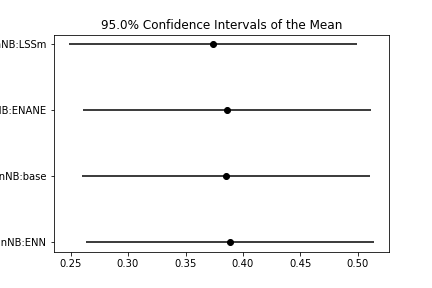 95.0% Confidence Intervals of the Mean
NB:LSSm
NB:ENANE
nNB:base
nNB:ENN
0.25 0.30 0.35 0.40 0.45 0.50